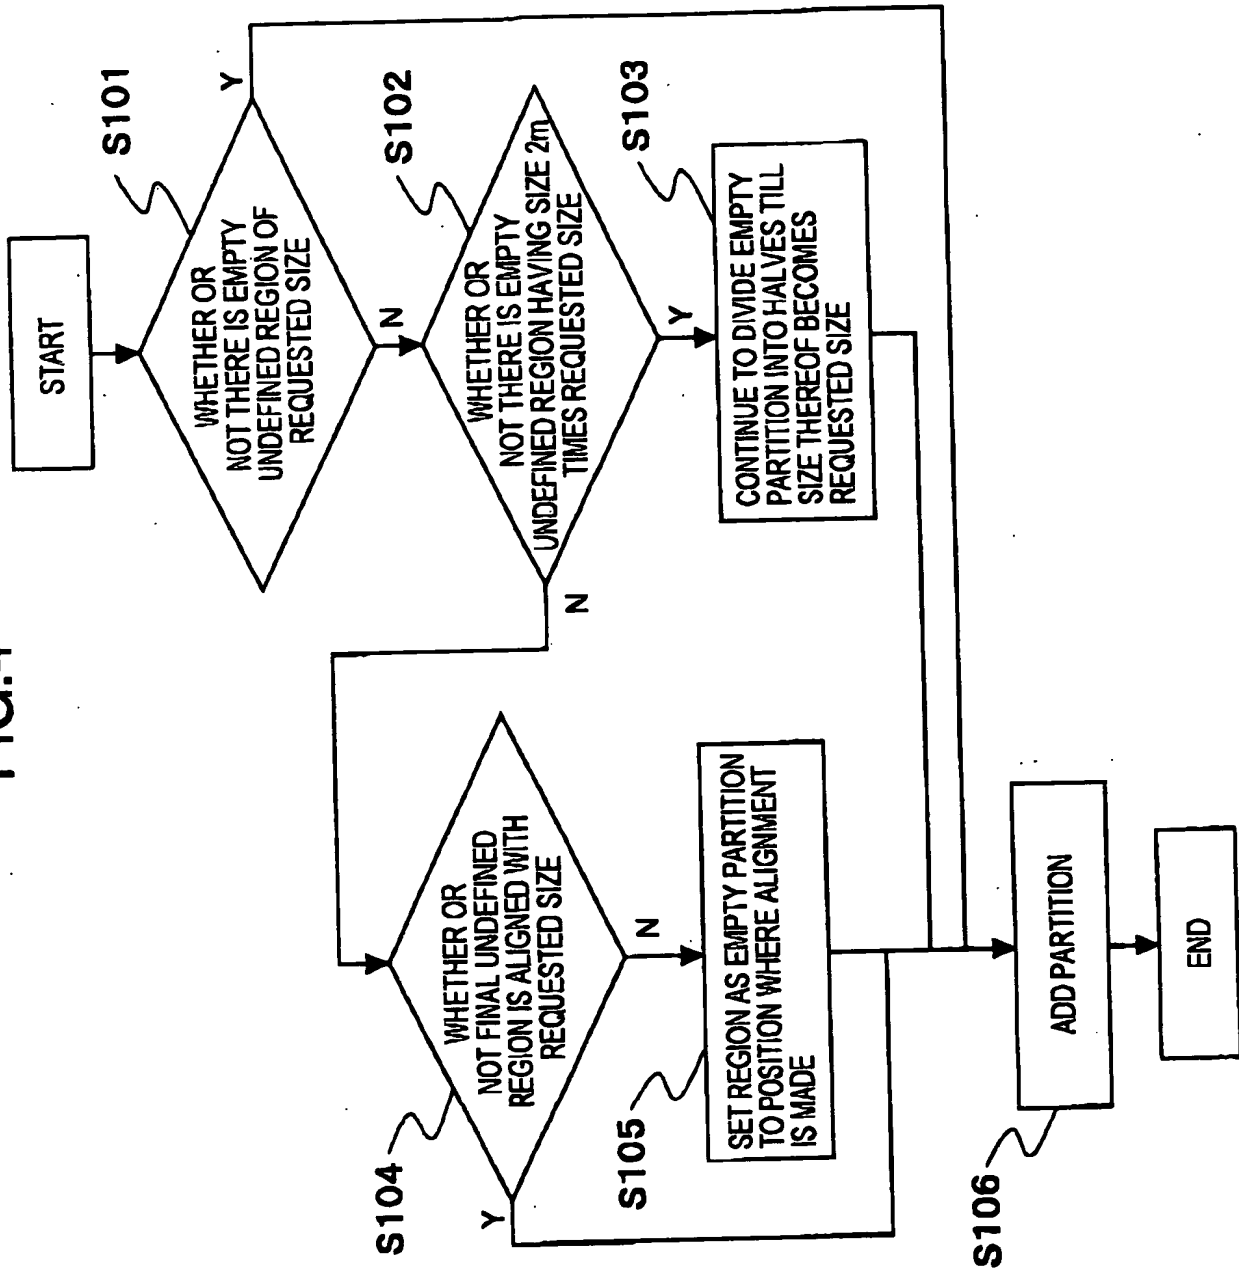 START
S101
WHETHER OR
NOT THERE IS EMPTY
UNDEFINED REGION OF
REQUESTED SIZE
Y
N
S102
WHETHER OR
NOT THERE IS EMPTY
UNDEFINED REGION HAVING SIZE 2m
TIMES REQUESTED SIZE
N
Y
S103
CONTINUE TO DIVIDE EMPTY
PARTITION INTO HALVES TILL
SIZE THEREOF BECOMES
REQUESTED SIZE
S104
WHETHER OR
NOT FINAL UNDEFINED
REGION IS ALIGNED WITH
REQUESTED SIZE
Y
N
S105
SET REGION AS EMPTY PARTITION
TO POSITION WHERE ALIGNMENT
IS MADE
S106
ADD PARTITION
END